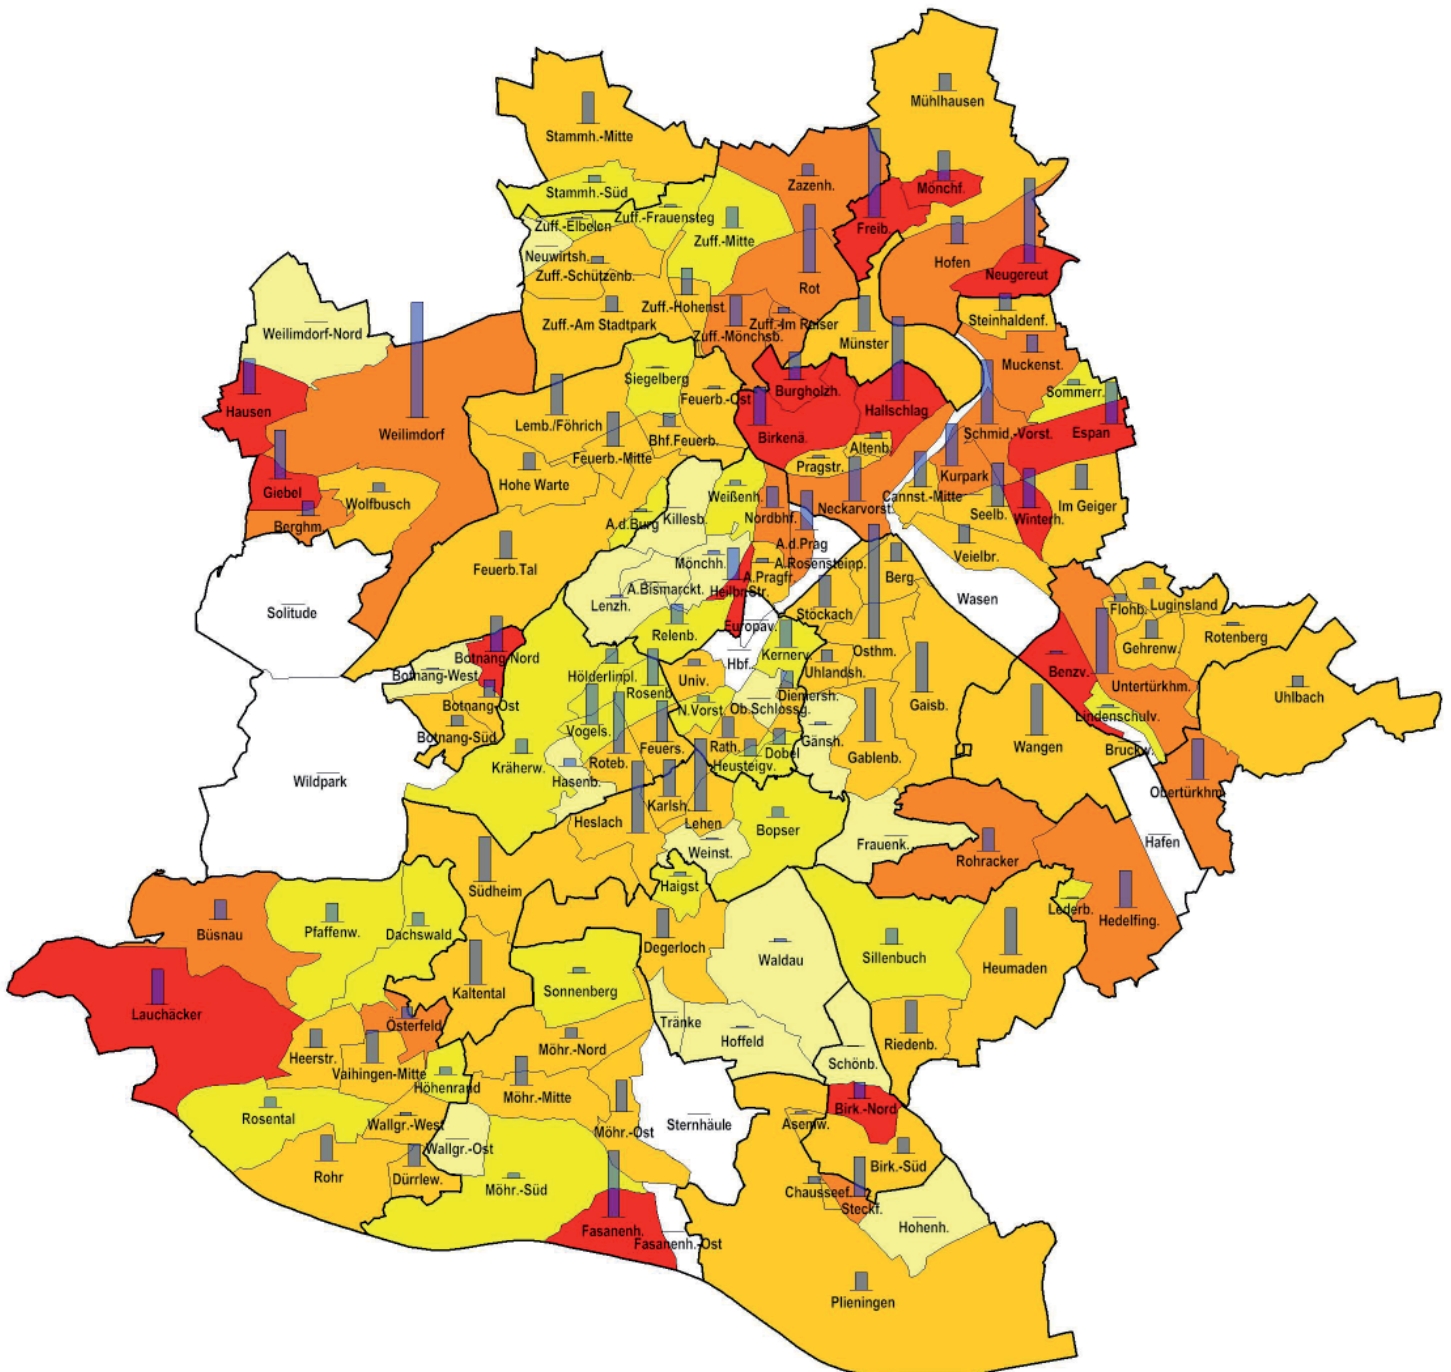 Mühlhausen
Stammh.-Mitte
Zazenh.
Mönchf.
Stammh.-Süd
Zuff.-Frauensteg
Zuff.-Elbelen
Freib.
Zuff.-Mitte
Neuwirtsh.
Hofen
Neugereut
Zuff.-Schützenb.
Rot
Zuff.-Hohenst.
Steinhaldenf.
Zuff.-Am Stadtpark
Zuff.-Im Raiser
Zuff.-Mönchsb.
Weilimdorf-Nord
Münster
Muckenst.
Siegelberg
Burgholzh.
Sommerr.
Feuerb.-Ost
Hausen
Lemb./Föhrich
Hallschlag
Weilimdorf
Birkenä.
Schmid.-Vorst.
Espan
Bhf.Feuerb.
Altenb.
Feuerb.-Mitte
Pragstr.
Kurpark
Hohe Warte
Giebel
Weißenh.
Cannst.-Mitte
Wolfbusch
Neckarvorst.
Im Geiger
Seelb.
Killesb.
Nordbhf.
Winterh.
Berghm.
A.d.Burg
A.d.Prag
Veielbr.
Mönchh.
A.Rosensteinp.
Feuerb.Tal
A.Pragfr.
Berg
A.Bismarckt.
Heilbr.Str.
Wasen
Lenzh.
Luginsland
Flohb.
Solitude
Stöckach
Europav.
Relenb.
Rotenberg
Gehrenw.
Kernerv.
Osthm.
Botnang-Nord
Hbf.
Uhlandsh.
Botnang-West
Hölderlinpl.
Univ.
Benzv.
Untertürkhm.
Rosenb.
Diemersh.
Uhlbach
Botnang-Ost
Gaisb.
N.Vorst.
Ob.Schlossg.
Lindenschulv.
Vogels.
Botnang-Süd
Gänsh.
Wangen
Feuers.
Rath.
Dobel
Bruckw.
Gablenb.
Kräherw.
Roteb.
Heusteigv.
Wildpark
Hasenb.
Obertürkhm.
Karlsh.
Heslach
Lehen
Bopser
Hafen
Frauenk.
Weinst.
Rohracker
Südheim
Haigst
Lederb.
Hedelfing.
Büsnau
Pfaffenw.
Dachswald
Degerloch
Waldau
Sillenbuch
Heumaden
Kaltental
Sonnenberg
Lauchäcker
Österfeld
Tränke
Möhr.-Nord
Hoffeld
Riedenb.
Heerstr.
Schönb.
Vaihingen-Mitte
Höhenrand
Möhr.-Mitte
Birk.-Nord
Rosental
Wallgr.-West
Asemw.
Sternhäule
Möhr.-Ost
Wallgr.-Ost
Birk.-Süd
Rohr
Dürrlew.
Möhr.-Süd
Chausseef.
Steckf.
Hohenh.
Fasanenh.
Fasanenh.-Ost
Plieningen